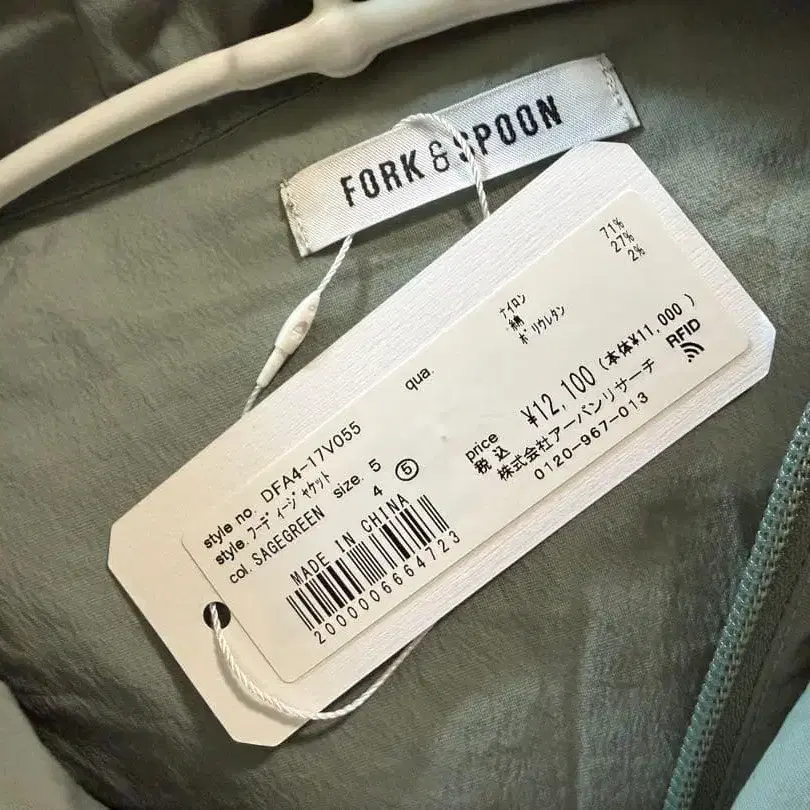 FORK & SPOON
style no. DFA4-17V055
style. ﾌｰﾃﾞｨｰｼﾞｬｹｯﾄ
col. SAGEGREEN size. 5
4 ⑤
MADE IN CHINA
2000006664723
qua.
ﾅｲﾛﾝ 71%
綿 27%
ﾎﾟﾘｳﾚﾀﾝ 2%
price
税込 ¥12,100 (本体¥11,000)
株式会社アーバンリサーチ
0120-967-013
RFID